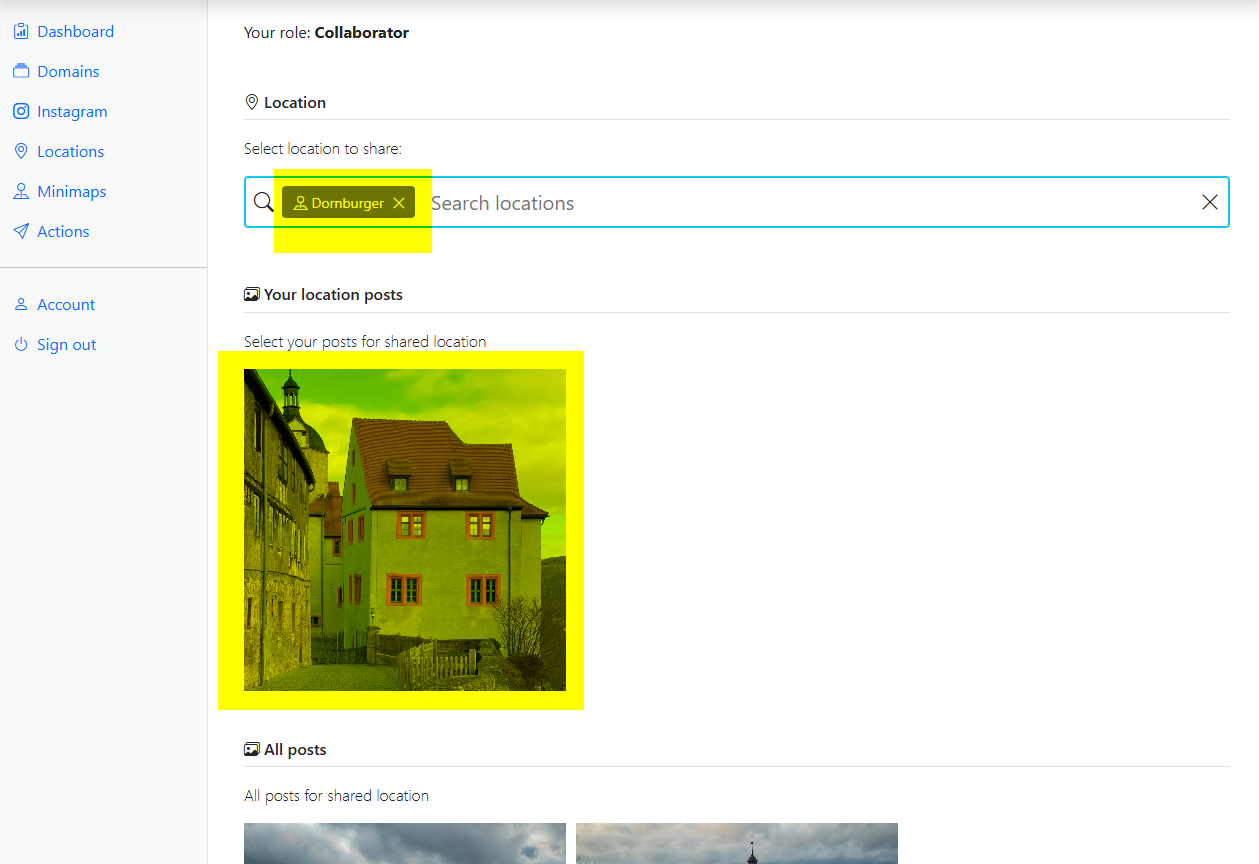 Dashboard
Domains
Instagram
Locations
Minimaps
Actions
Account
Sign out
Your role: Collaborator
Location
Select location to share:
Dornburger
Search locations
Your location posts
Select your posts for shared location
All posts
All posts for shared location